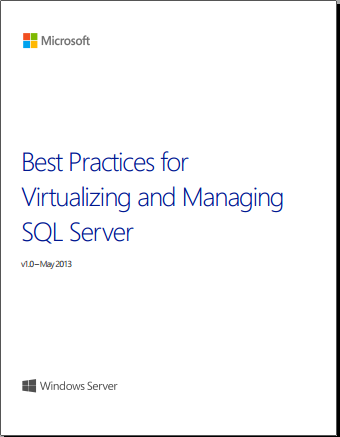 Microsoft
Best Practices for
Virtualizing and Managing
SQL Server
v1.0 – May 2013
Windows Server